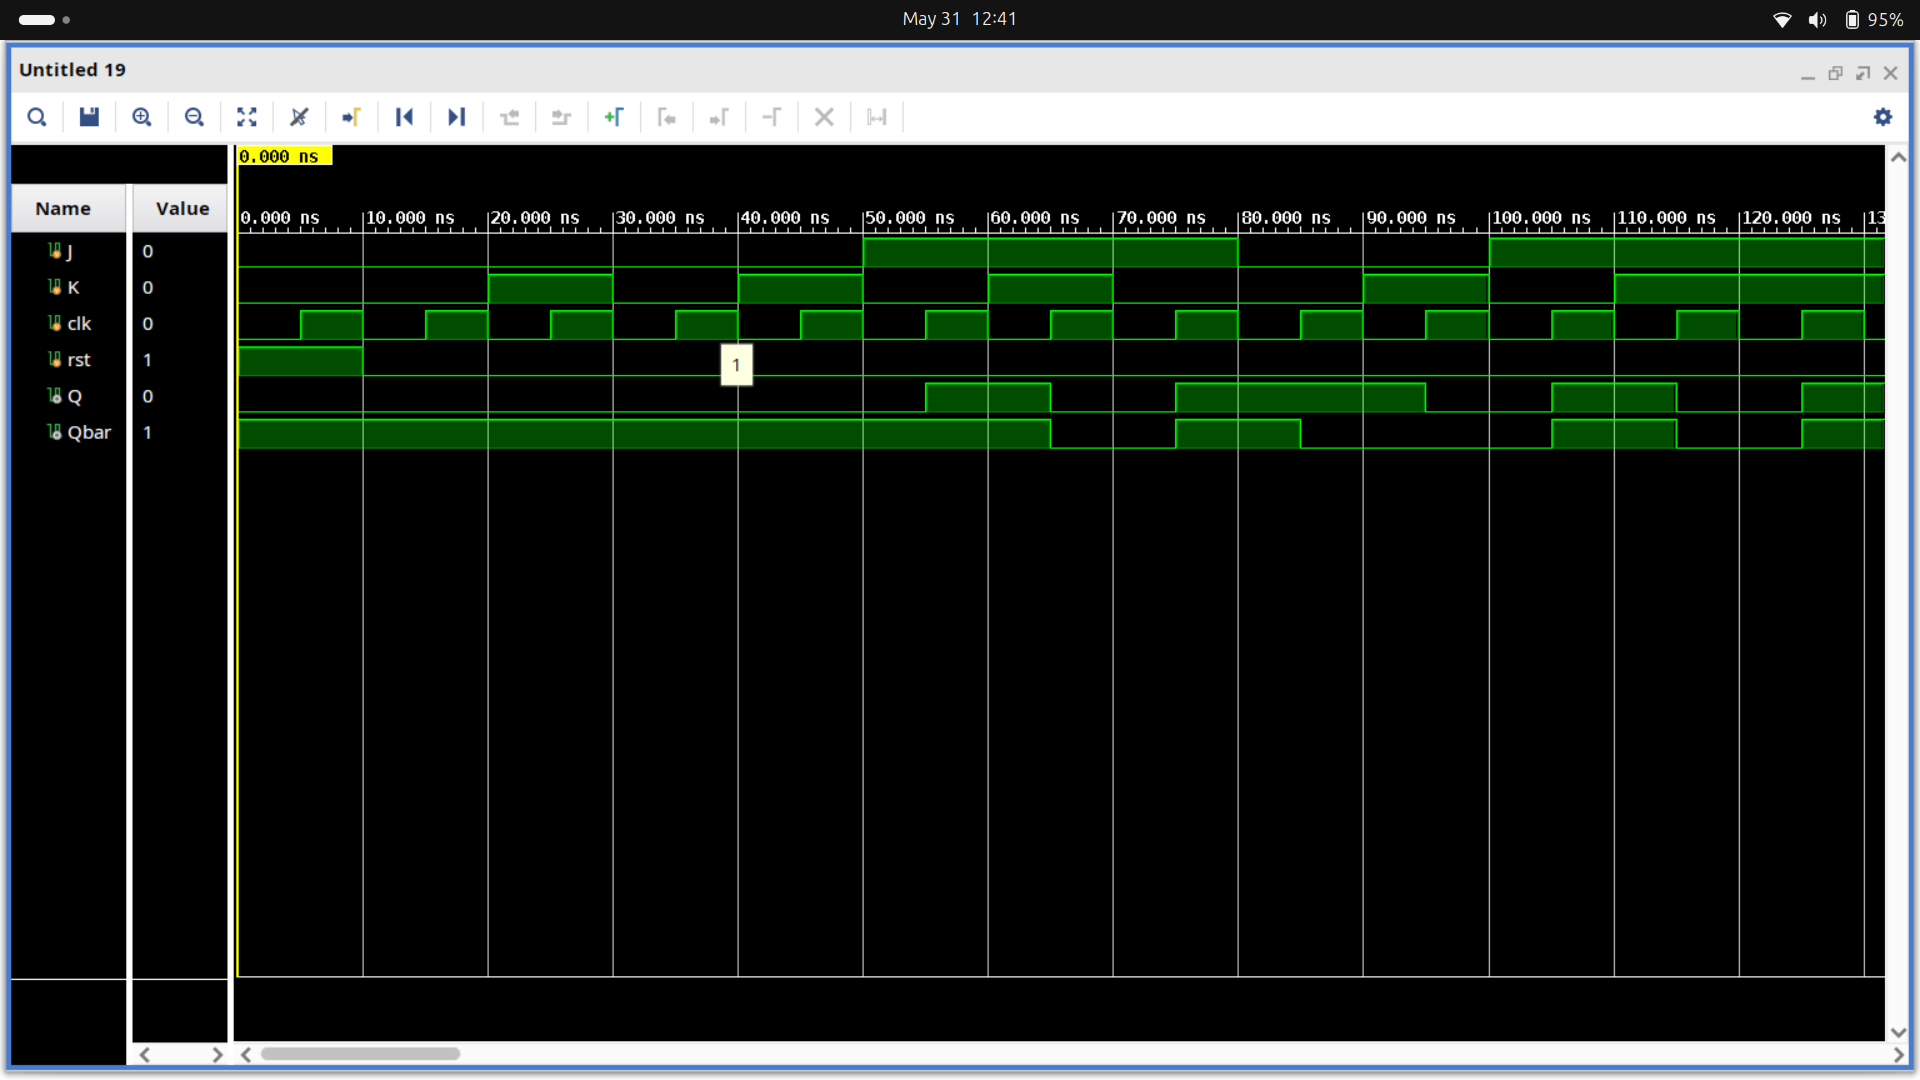 May 31 12:41
95%
Untitled 19
0.000 ns
Name Value
0.000 ns 10.000 ns 20.000 ns 30.000 ns 40.000 ns 50.000 ns 60.000 ns 70.000 ns 80.000 ns 90.000 ns 100.000 ns 110.000 ns 120.000 ns 13
J 0
K 0
clk 0
rst 1
1
Q 0
Qbar 1